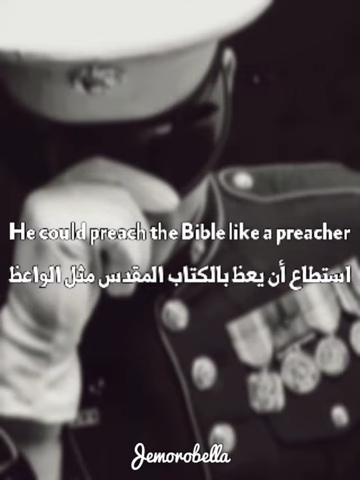 He could preach the Bible like a preacher
استطاع أن يعظ بالكتاب المقدس مثل الواعظ
Jemorobella